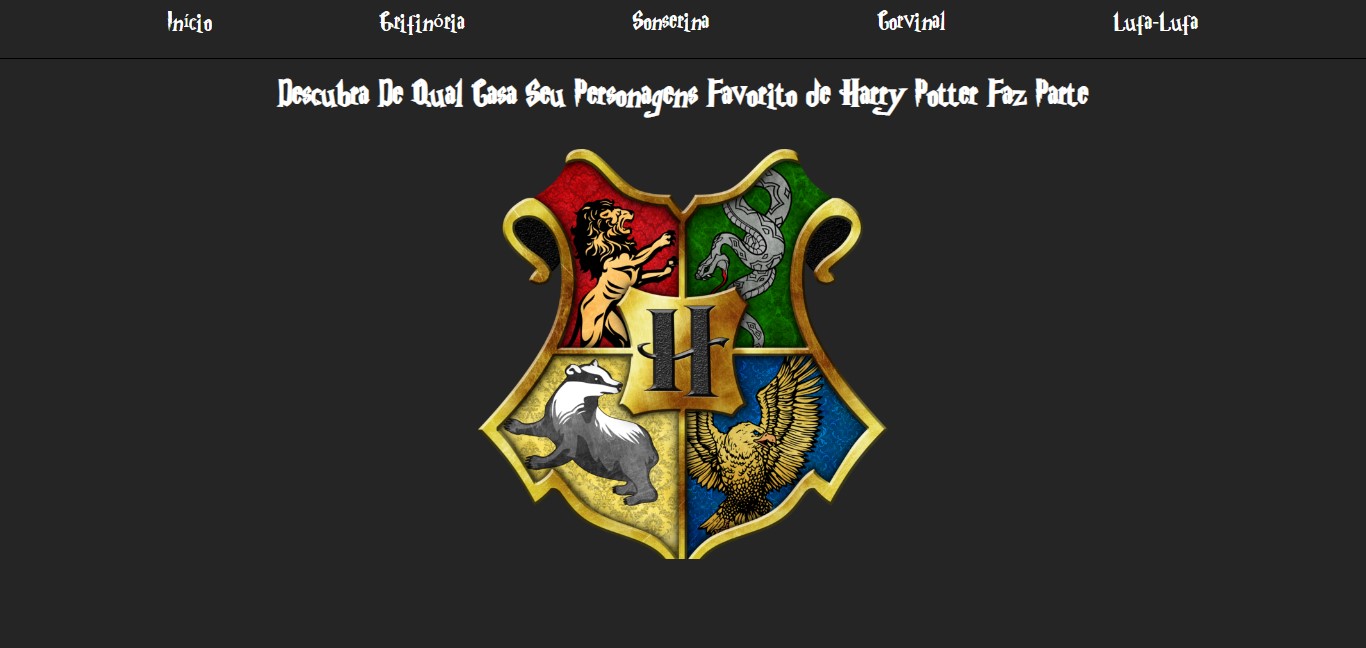 Início
Grifinória
Sonserina
Corvinal
Lufa-Lufa
Descubra De Qual Casa Seu Personagens Favorito de Harry Potter Faz Parte
H